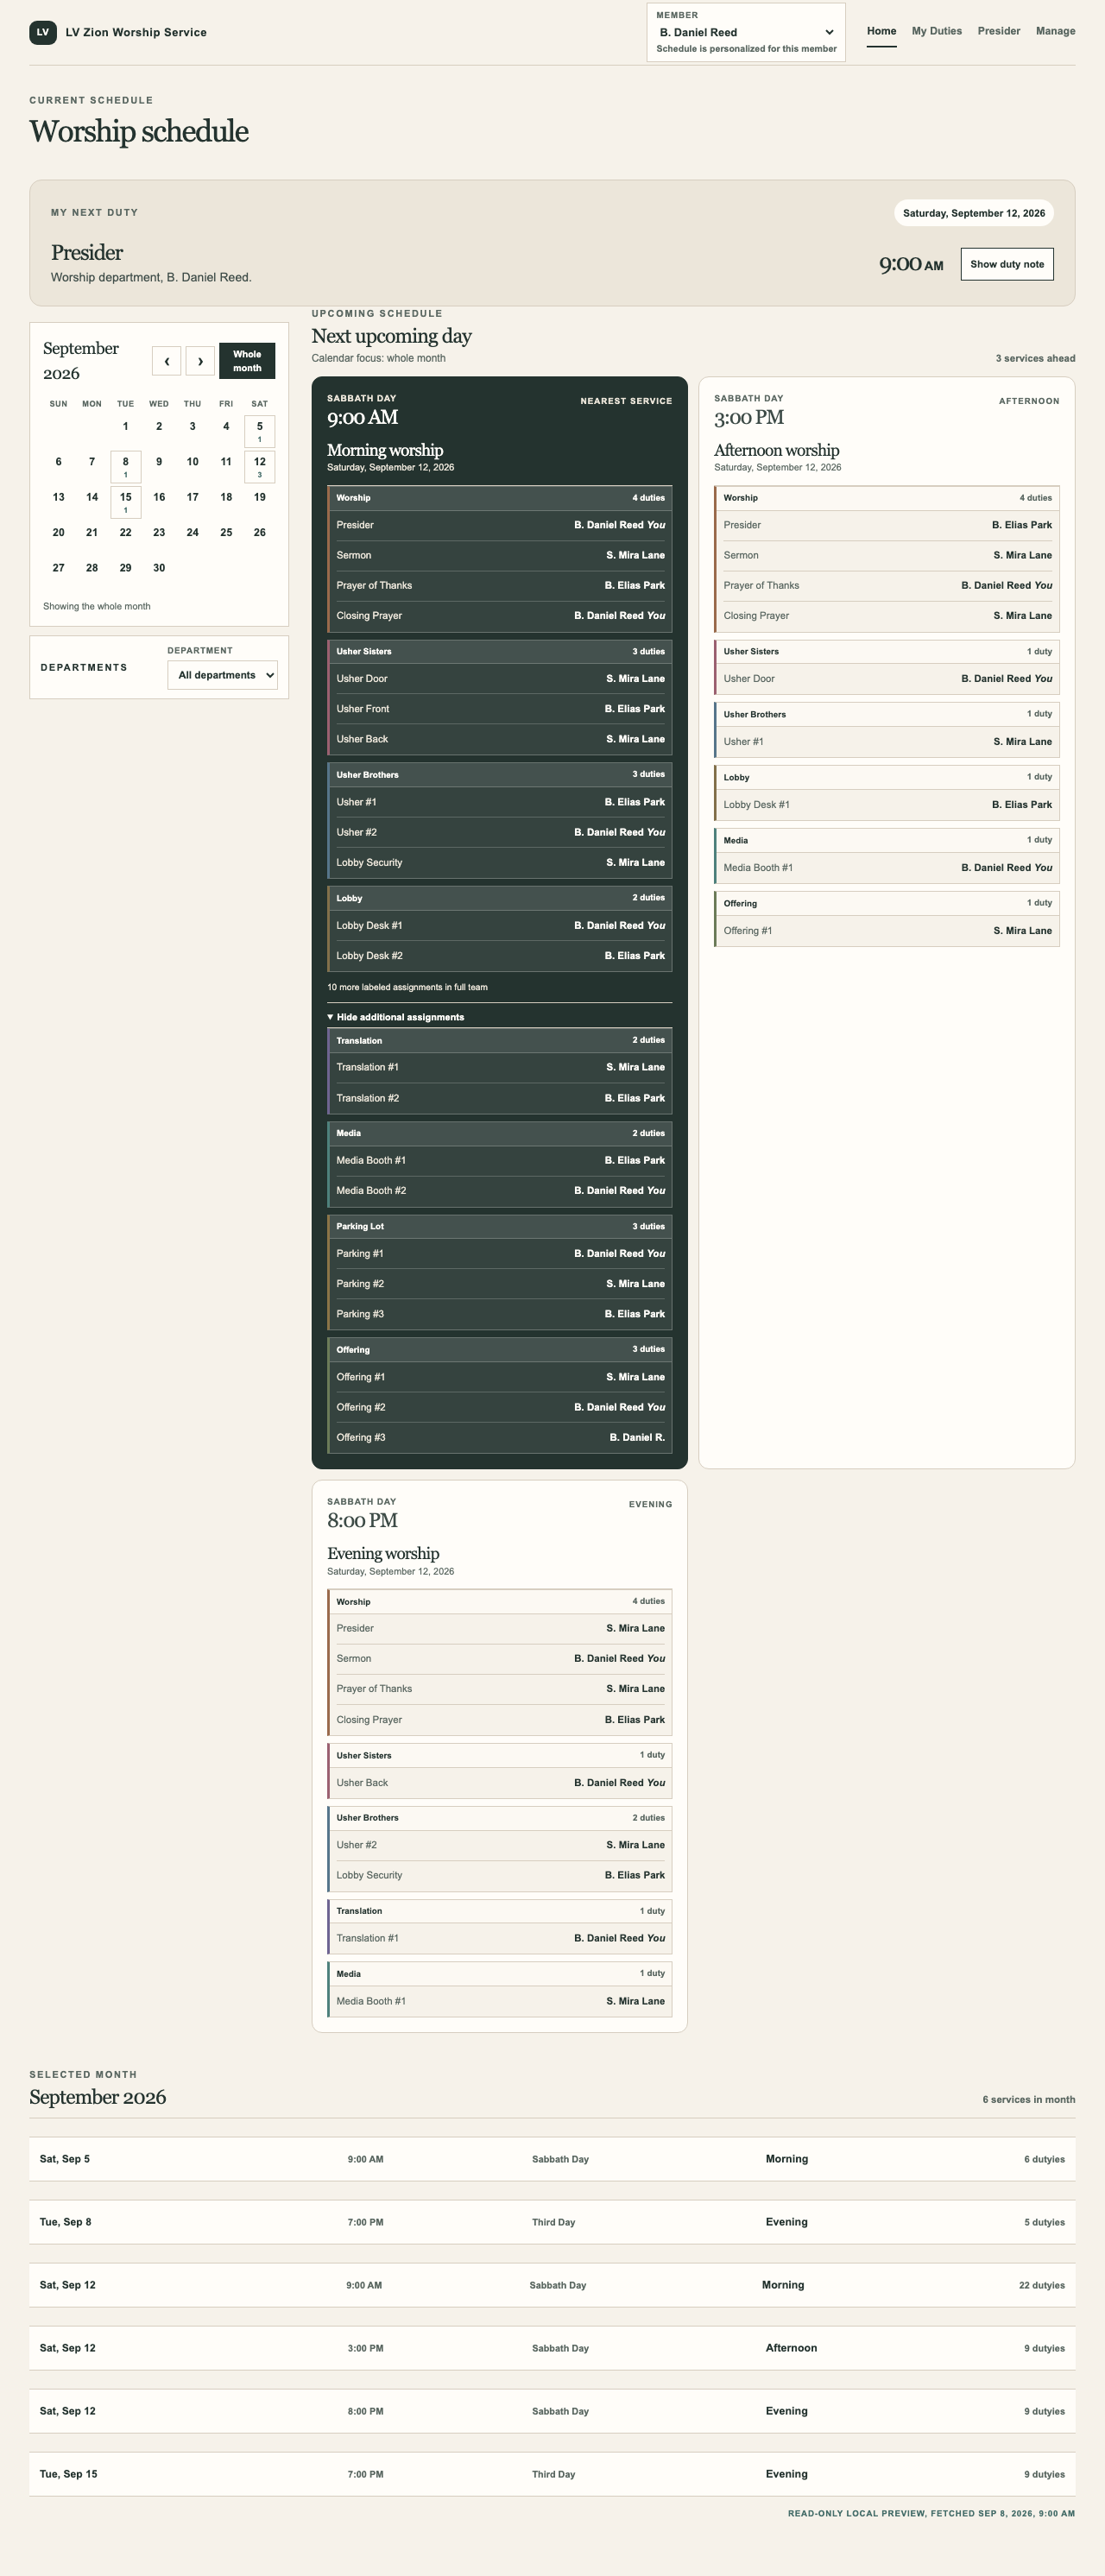 LV LV Zion Worship Service
MEMBER
B. Daniel Reed
Schedule is personalized for this member
Home My Duties Presider Manage
CURRENT SCHEDULE
Worship schedule
MY NEXT DUTY
Saturday, September 12, 2026
Presider
Worship department, B. Daniel Reed.
9:00 AM
Show duty note
September 2026
‹ ›
Whole month
SUN MON TUE WED THU FRI SAT
1 2 3 4 5
1
6 7 8 9 10 11 12
1 3
13 14 15 16 17 18 19
1
20 21 22 23 24 25 26
27 28 29 30
Showing the whole month
DEPARTMENTS
DEPARTMENT
All departments
UPCOMING SCHEDULE
Next upcoming day
Calendar focus: whole month
3 services ahead
SABBATH DAY
9:00 AM
NEAREST SERVICE
Morning worship
Saturday, September 12, 2026
Worship 4 duties
Presider B. Daniel Reed You
Sermon S. Mira Lane
Prayer of Thanks B. Elias Park
Closing Prayer B. Daniel Reed You
Usher Sisters 3 duties
Usher Door S. Mira Lane
Usher Front B. Elias Park
Usher Back S. Mira Lane
Usher Brothers 3 duties
Usher #1 B. Elias Park
Usher #2 B. Daniel Reed You
Lobby Security S. Mira Lane
Lobby 2 duties
Lobby Desk #1 B. Daniel Reed You
Lobby Desk #2 B. Elias Park
10 more labeled assignments in full team
▼ Hide additional assignments
Translation 2 duties
Translation #1 S. Mira Lane
Translation #2 B. Elias Park
Media 2 duties
Media Booth #1 B. Elias Park
Media Booth #2 B. Daniel Reed You
Parking Lot 3 duties
Parking #1 B. Daniel Reed You
Parking #2 S. Mira Lane
Parking #3 B. Elias Park
Offering 3 duties
Offering #1 S. Mira Lane
Offering #2 B. Daniel Reed You
Offering #3 B. Daniel R.
SABBATH DAY
3:00 PM
AFTERNOON
Afternoon worship
Saturday, September 12, 2026
Worship 4 duties
Presider B. Elias Park
Sermon S. Mira Lane
Prayer of Thanks B. Daniel Reed You
Closing Prayer S. Mira Lane
Usher Sisters 1 duty
Usher Door B. Daniel Reed You
Usher Brothers 1 duty
Usher #1 S. Mira Lane
Lobby 1 duty
Lobby Desk #1 B. Elias Park
Media 1 duty
Media Booth #1 B. Daniel Reed You
Offering 1 duty
Offering #1 S. Mira Lane
SABBATH DAY
8:00 PM
EVENING
Evening worship
Saturday, September 12, 2026
Worship 4 duties
Presider S. Mira Lane
Sermon B. Daniel Reed You
Prayer of Thanks S. Mira Lane
Closing Prayer B. Elias Park
Usher Sisters 1 duty
Usher Back B. Daniel Reed You
Usher Brothers 2 duties
Usher #2 S. Mira Lane
Lobby Security B. Elias Park
Translation 1 duty
Translation #1 B. Daniel Reed You
Media 1 duty
Media Booth #1 S. Mira Lane
SELECTED MONTH
September 2026
6 services in month
Sat, Sep 5 9:00 AM Sabbath Day Morning 6 dutyies
Tue, Sep 8 7:00 PM Third Day Evening 5 dutyies
Sat, Sep 12 9:00 AM Sabbath Day Morning 22 dutyies
Sat, Sep 12 3:00 PM Sabbath Day Afternoon 9 dutyies
Sat, Sep 12 8:00 PM Sabbath Day Evening 9 dutyies
Tue, Sep 15 7:00 PM Third Day Evening 9 dutyies
READ-ONLY LOCAL PREVIEW, FETCHED SEP 8, 2026, 9:00 AM